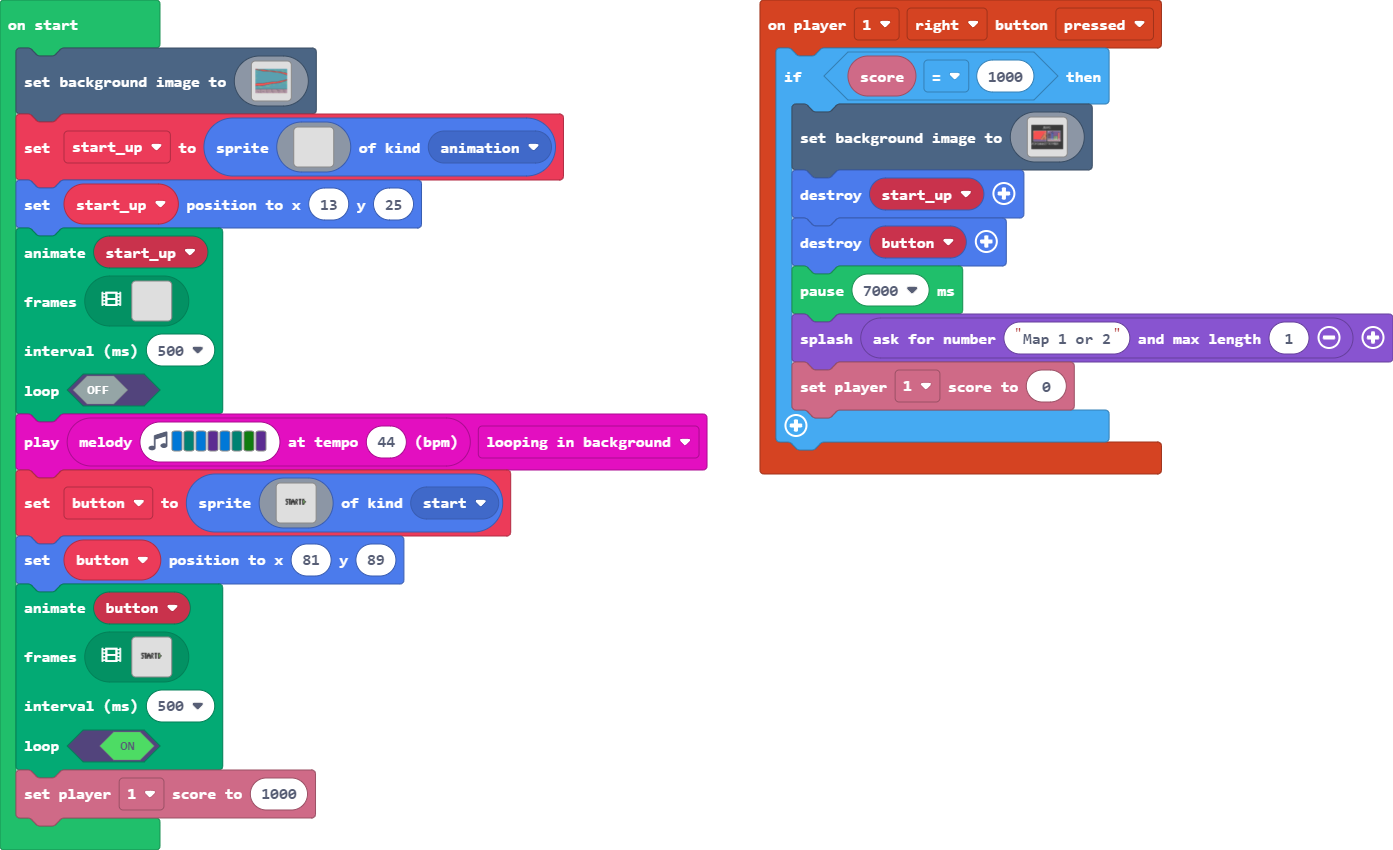 on start
set background image to
set start_up to sprite of kind animation
set start_up position to x 13 y 25
animate start_up
frames
interval (ms) 500
loop OFF
play melody at tempo 44 (bpm) looping in background
set button to sprite START> of kind start
set button position to x 81 y 89
animate button
frames START>
interval (ms) 500
loop ON
set player 1 score to 1000
on player 1 right button pressed
if score = 1000 then
set background image to
destroy start_up
destroy button
pause 7000 ms
splash ask for number "Map 1 or 2" and max length 1
set player 1 score to 0